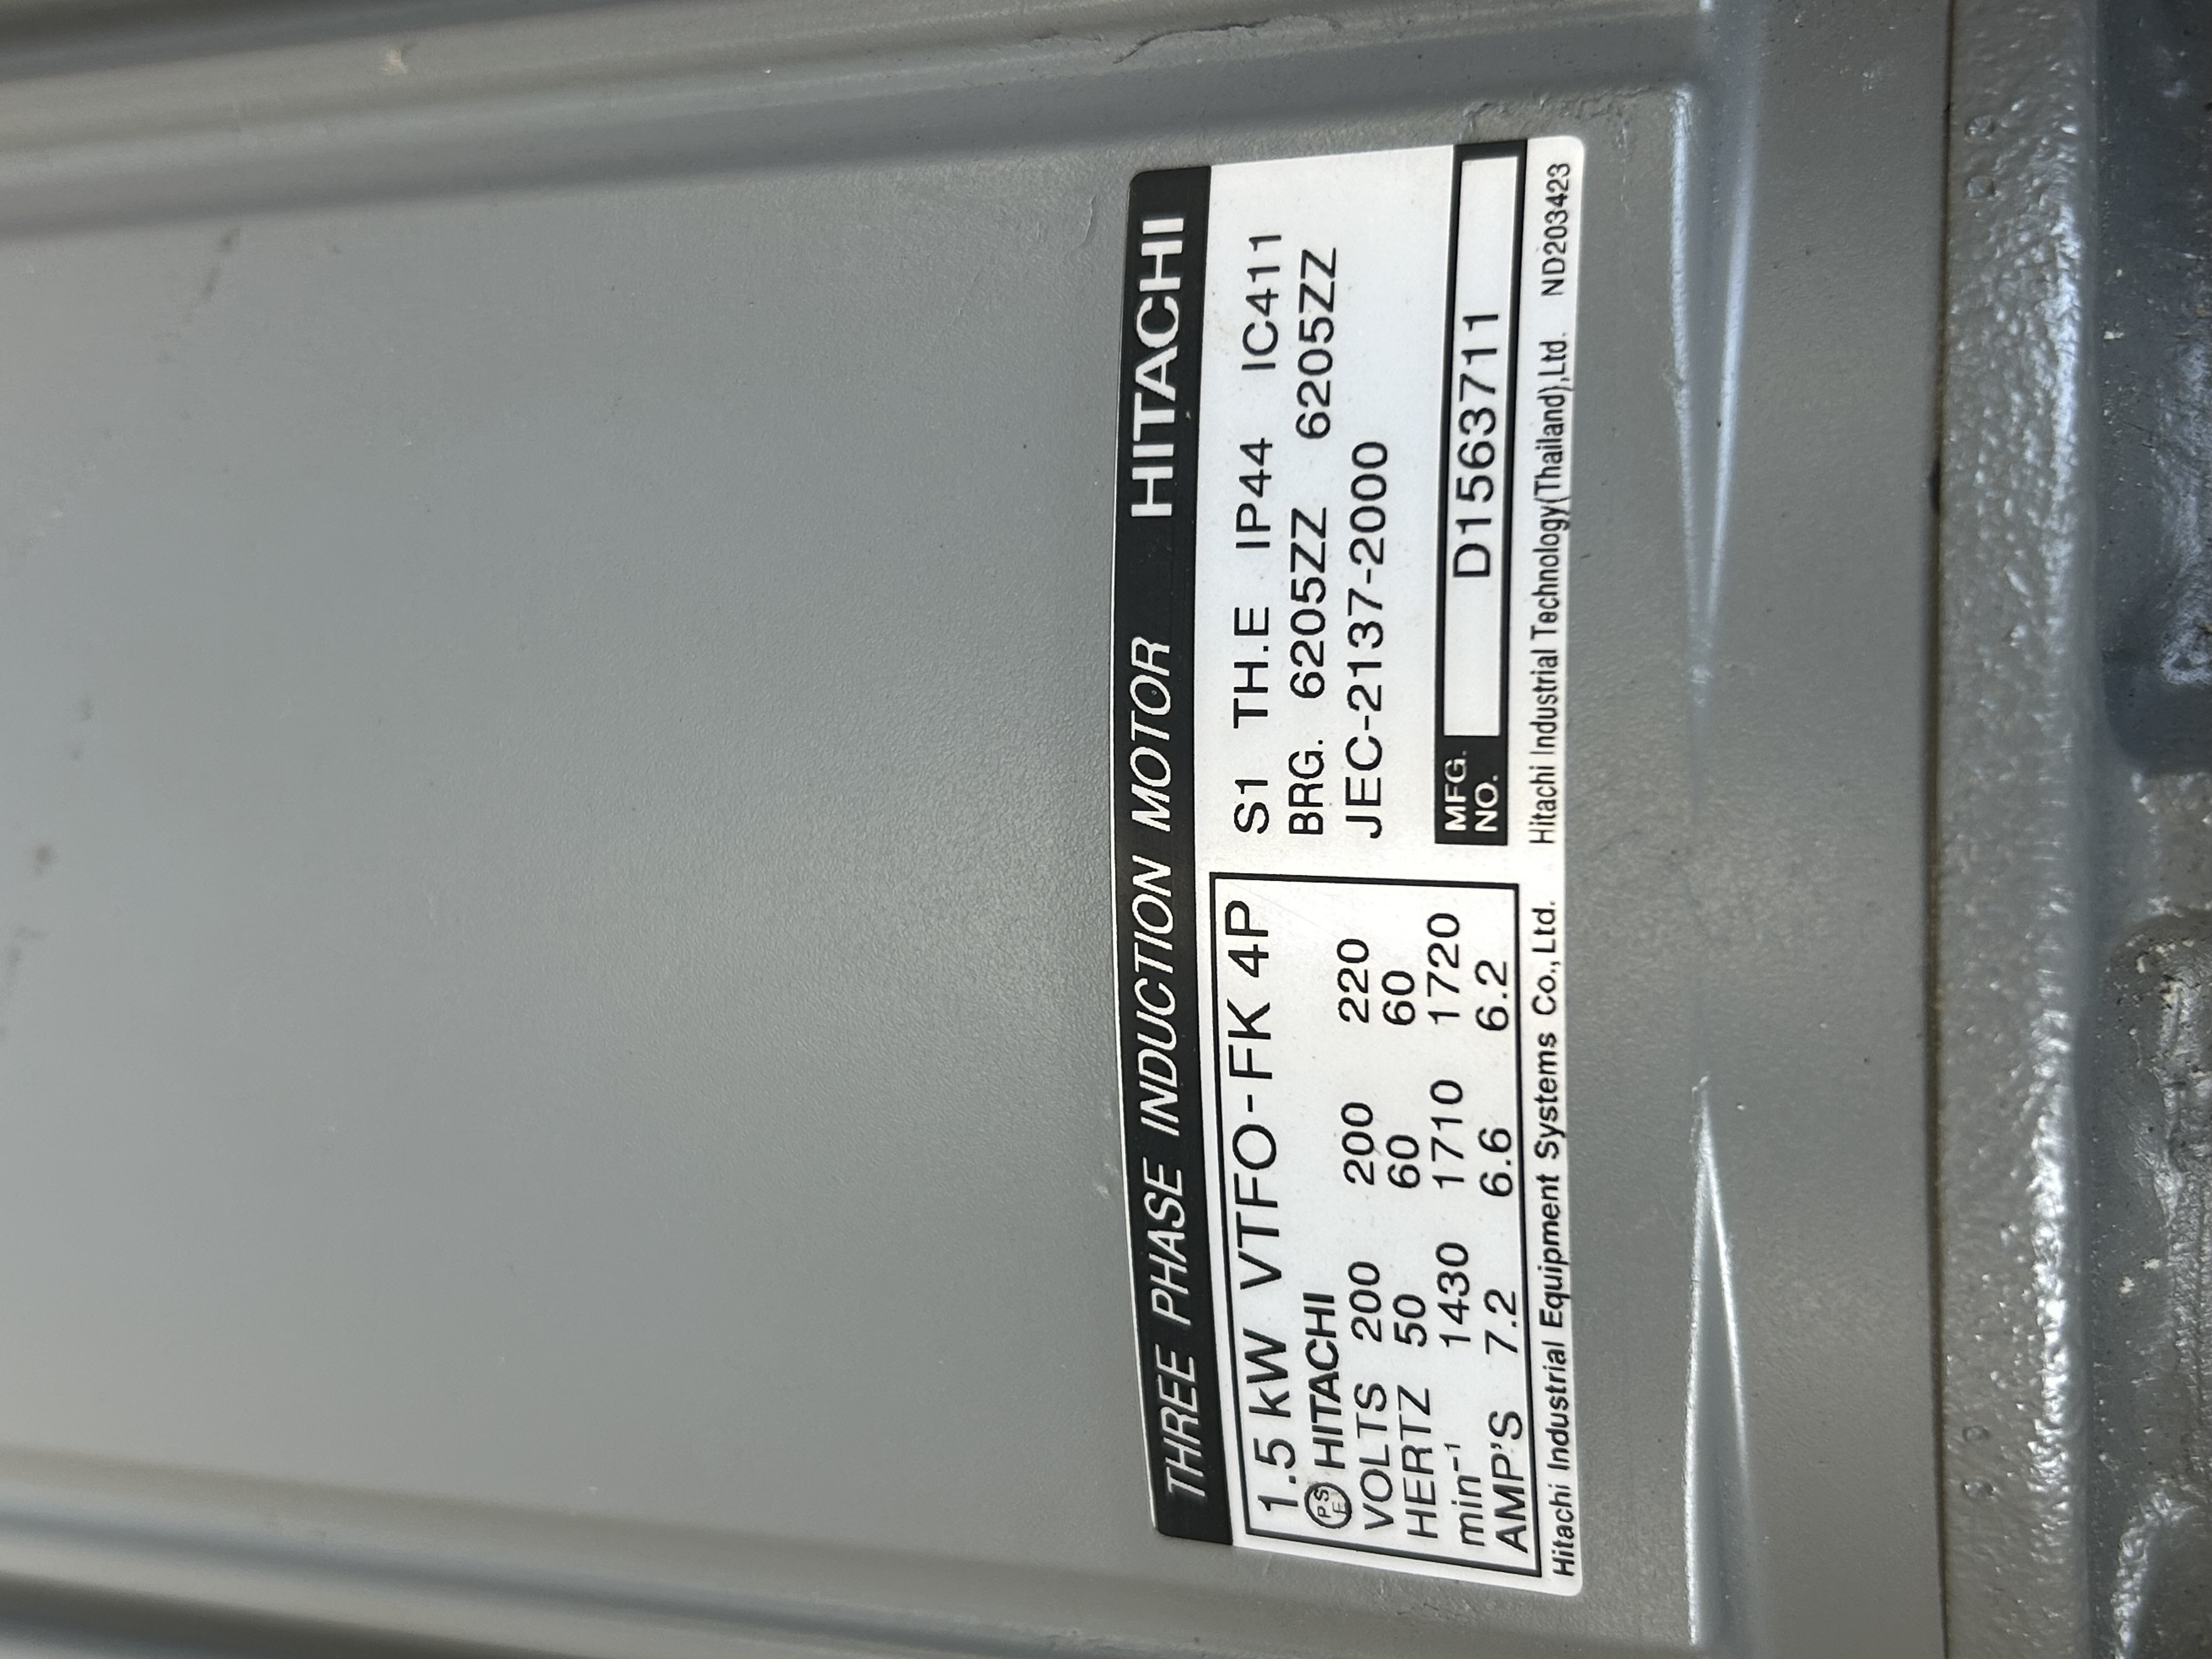 THREE PHASE INDUCTION MOTOR HITACHI
1.5 kW VTFO-FK 4P
PS E HITACHI
VOLTS 200 200 220
HERTZ 50 60 60
min⁻¹ 1430 1710 1720
AMP'S 7.2 6.6 6.2
S1 TH.E IP44 IC411
BRG. 6205ZZ 6205ZZ
JEC-2137-2000
MFG. NO. D1563711
Hitachi Industrial Equipment Systems Co.,Ltd. Hitachi Industrial Technology(Thailand),Ltd. ND203423